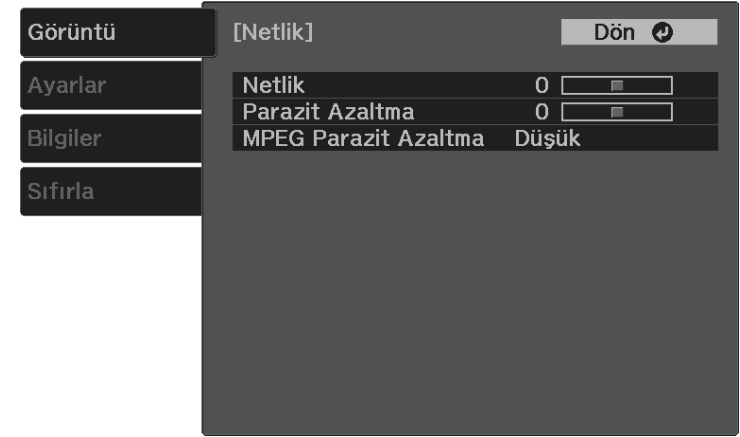 Görüntü
Ayarlar
Bilgiler
Sıfırla
[Netlik]
Dön
Netlik 0
Parazit Azaltma 0
MPEG Parazit Azaltma Düşük